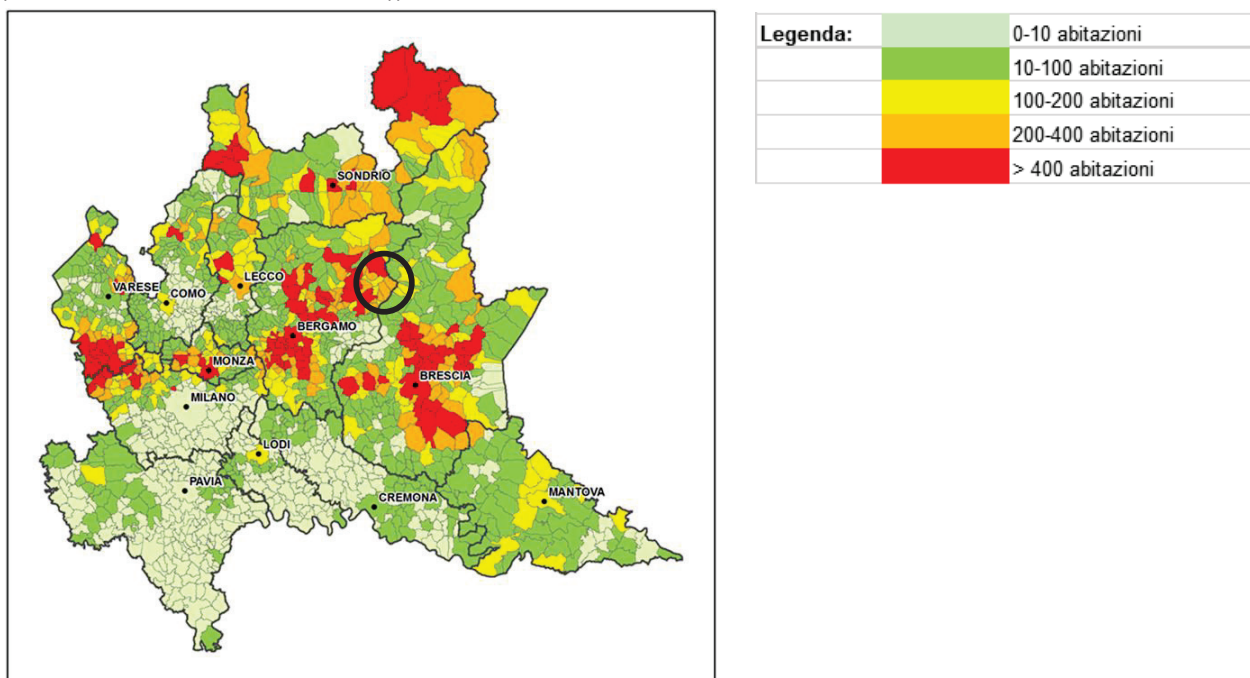 SONDRIO
LECCO
VARESE
COMO
BERGAMO
MONZA
BRESCIA
MILANO
LODI
PAVIA
CREMONA
MANTOVA
Legenda: 0-10 abitazioni
10-100 abitazioni
100-200 abitazioni
200-400 abitazioni
> 400 abitazioni